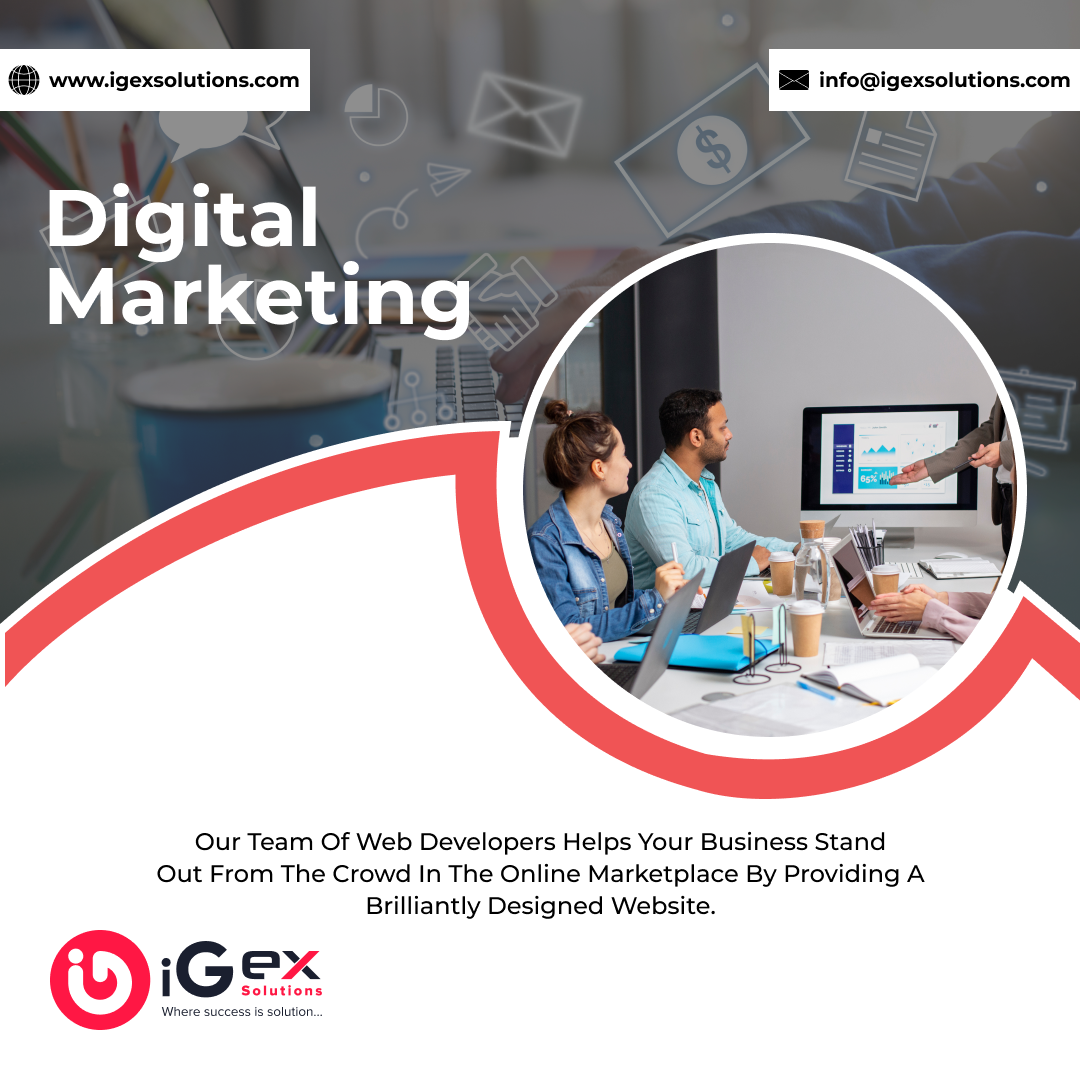 www.igexsolutions.com
info@igexsolutions.com
Digital
Marketing
65%
Our Team Of Web Developers Helps Your Business Stand
Out From The Crowd In The Online Marketplace By Providing A
Brilliantly Designed Website.
iGex
Solutions
Where success is solution...